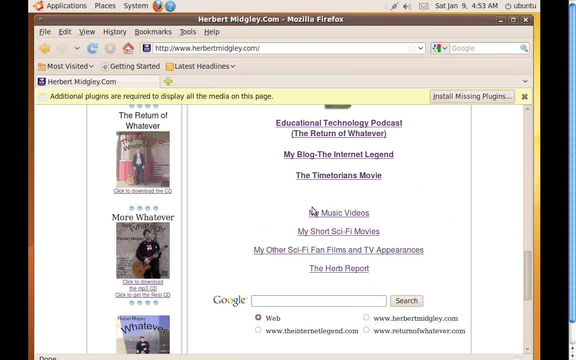 Applications Places System
Sat Jan 9, 4:53 AM ubuntu
Herbert Midgley.Com - Mozilla Firefox
File Edit View History Bookmarks Tools Help
http://www.herbertmidgley.com/
Google
Most Visited Getting Started Latest Headlines
Herbert Midgley.Com
Additional plugins are required to display all the media on this page.
Install Missing Plugins...
The Return of
Whatever
Click to download the CD
More Whatever
Click to download
the mp3 CD
Click to get the Real CD
Whatever
Educational Technology Podcast
(The Return of Whatever)
My Blog-The Internet Legend
The Timetorians Movie
My Music Videos
My Short Sci-Fi Movies
My Other Sci-Fi Fan Films and TV Appearances
The Herb Report
Google Search
Web www.herbertmidgley.com
www.theinternetlegend.com www.returnofwhatever.com
Done